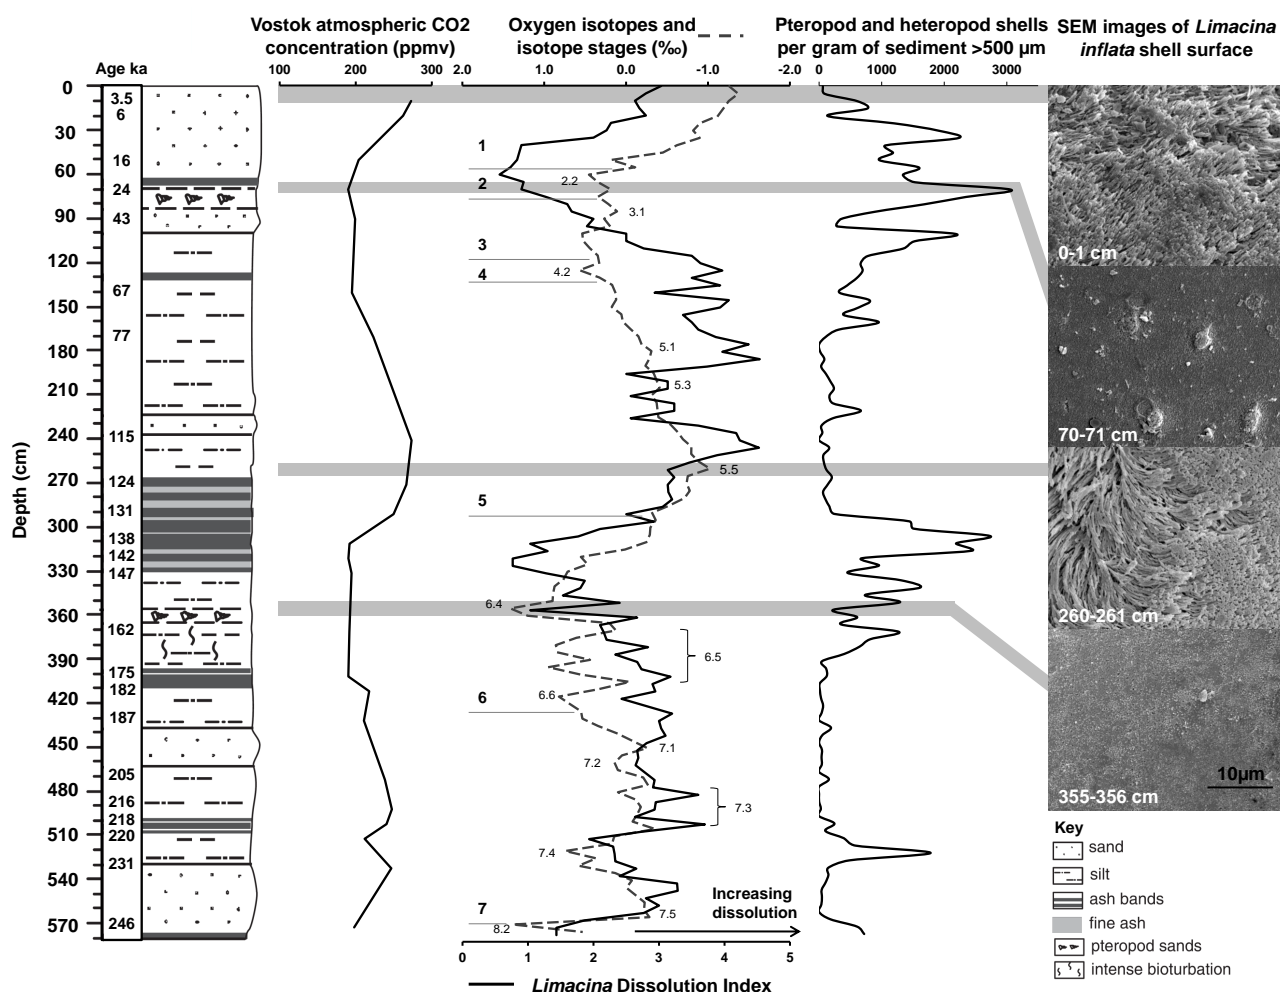 Vostok atmospheric CO2
concentration (ppmv)
Oxygen isotopes and
isotope stages (‰)
Pteropod and heteropod shells
per gram of sediment >500 µm
SEM images of Limacina
inflata shell surface
Age ka
100 200 300
2.0 1.0 0.0 -1.0 -2.0
0 1000 2000 3000
Depth (cm)
0
30
60
90
120
150
180
210
240
270
300
330
360
390
420
450
480
510
540
570
3.5
6
16
24
43
67
77
115
124
131
138
142
147
162
175
182
187
205
216
218
220
231
246
1
2
3
4
5
6
7
2.2
3.1
4.2
5.1
5.3
5.5
6.4
6.5
6.6
7.1
7.2
7.3
7.4
7.5
8.2
Increasing
dissolution
0 1 2 3 4 5
Limacina Dissolution Index
0-1 cm
70-71 cm
260-261 cm
10µm
355-356 cm
Key
sand
silt
ash bands
fine ash
pteropod sands
intense bioturbation